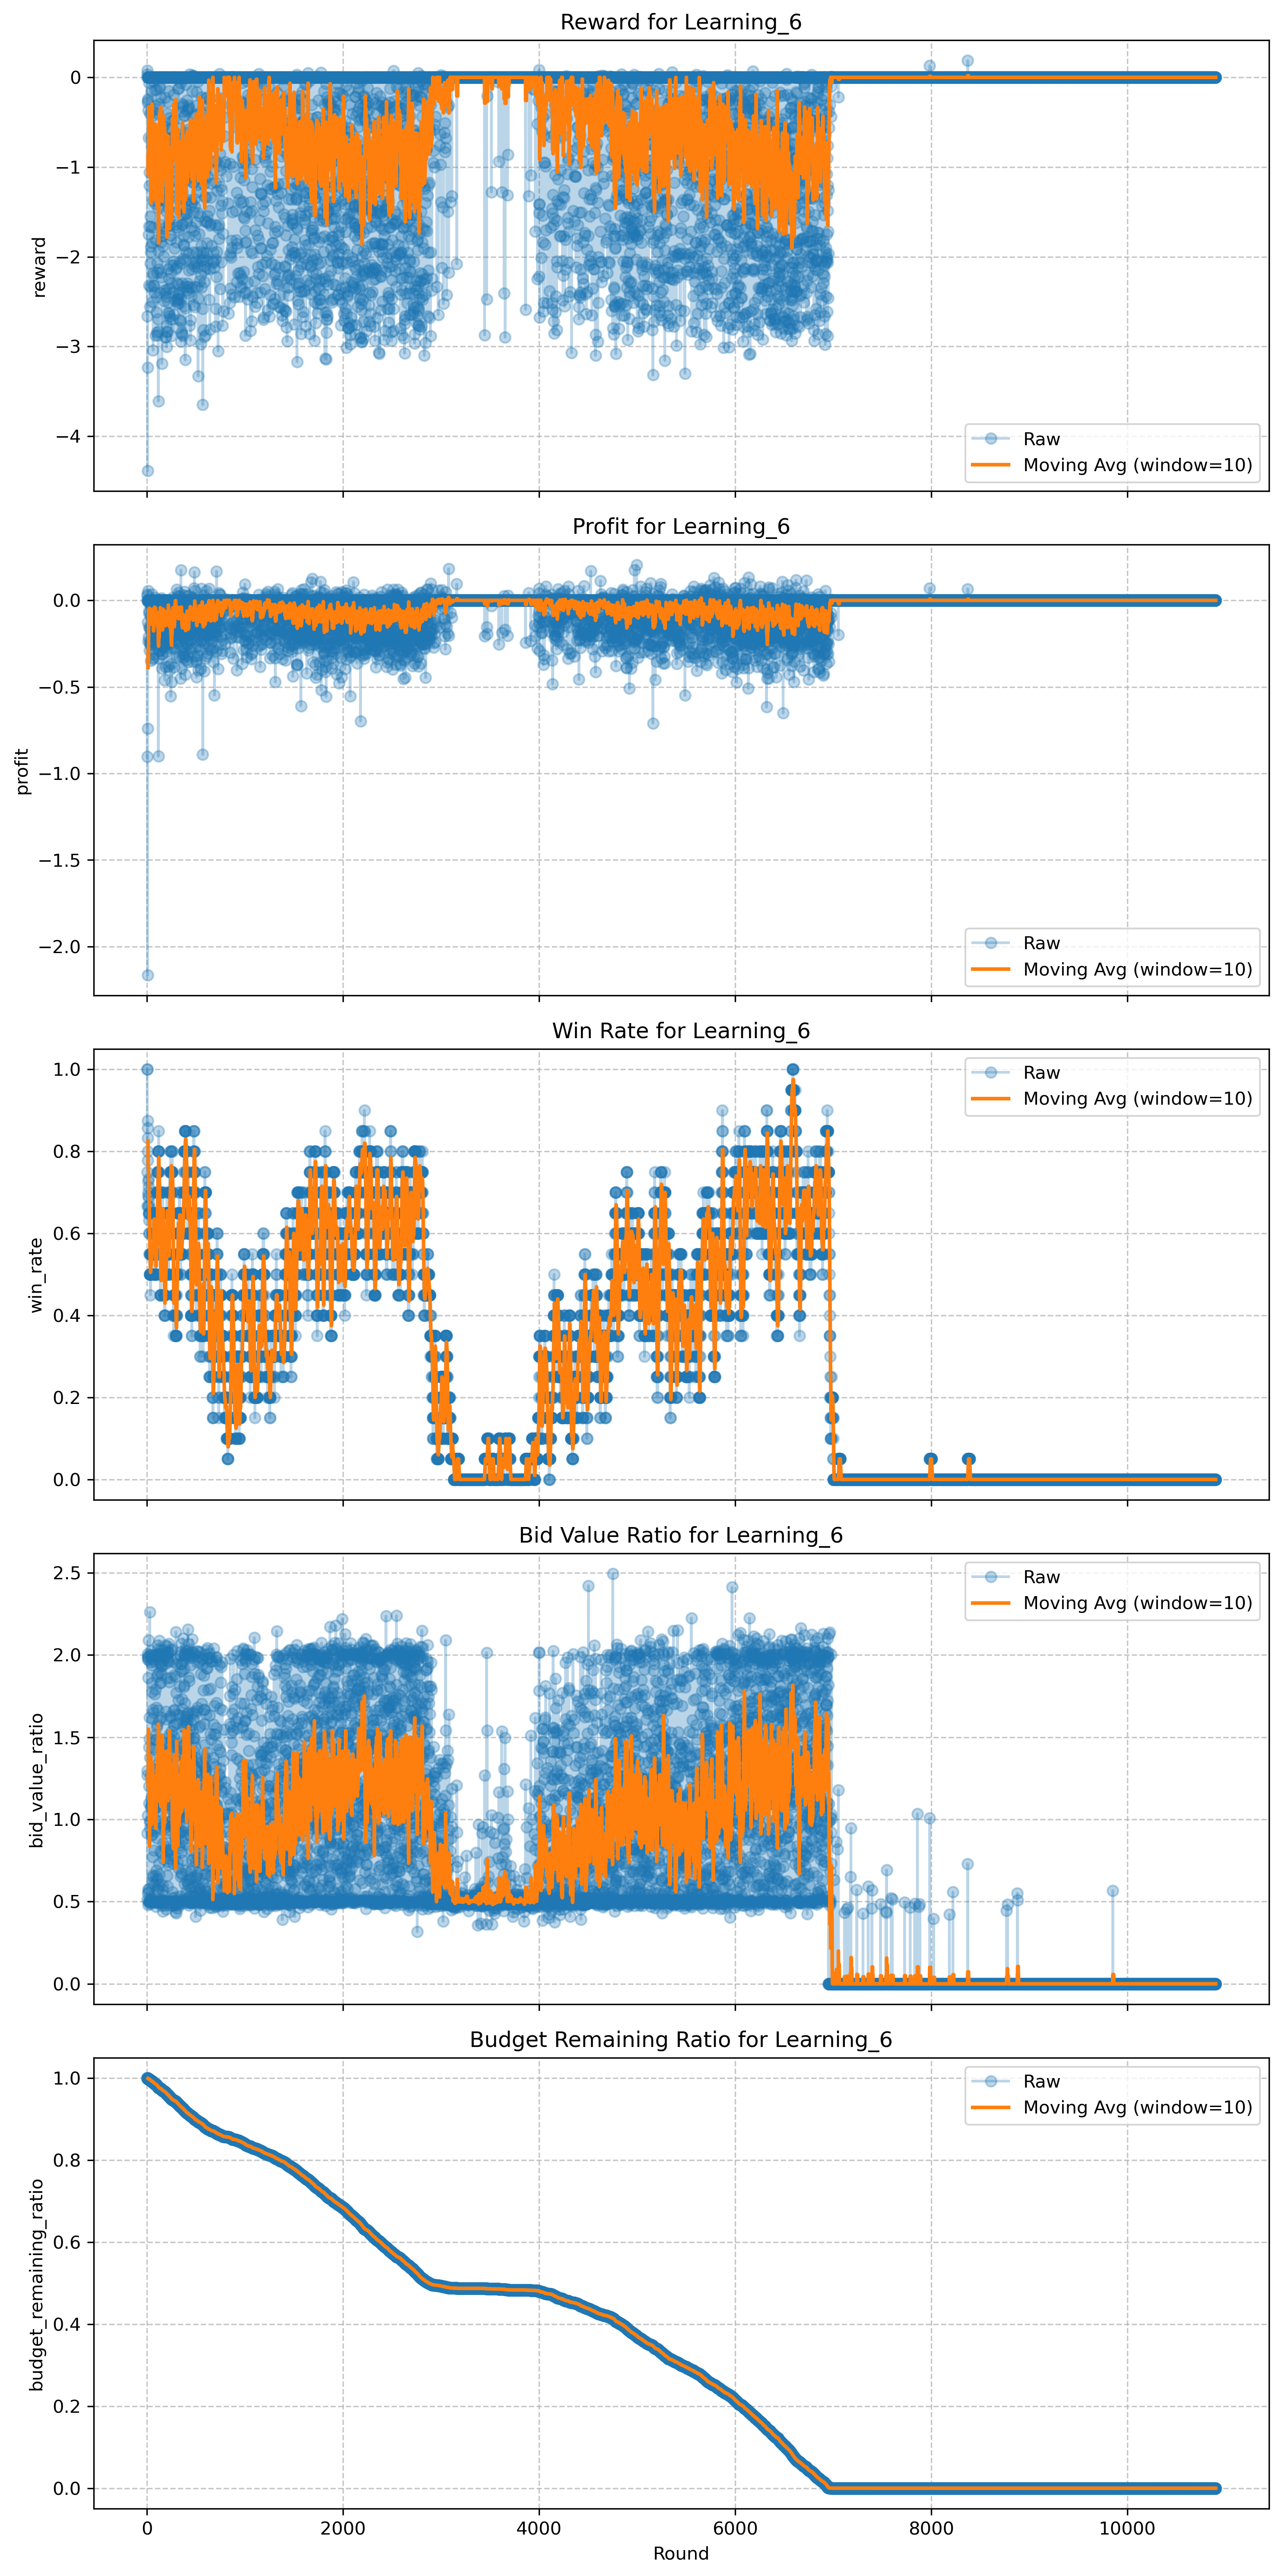 Reward for Learning_6
0
−1
−2
−3
−4
reward
Raw
Moving Avg (window=10)
Profit for Learning_6
0.0
−0.5
−1.0
−1.5
−2.0
profit
Raw
Moving Avg (window=10)
Win Rate for Learning_6
1.0
0.8
0.6
0.4
0.2
0.0
win_rate
Raw
Moving Avg (window=10)
Bid Value Ratio for Learning_6
2.5
2.0
1.5
1.0
0.5
0.0
bid_value_ratio
Raw
Moving Avg (window=10)
Budget Remaining Ratio for Learning_6
1.0
0.8
0.6
0.4
0.2
0.0
budget_remaining_ratio
Raw
Moving Avg (window=10)
0 2000 4000 6000 8000 10000
Round